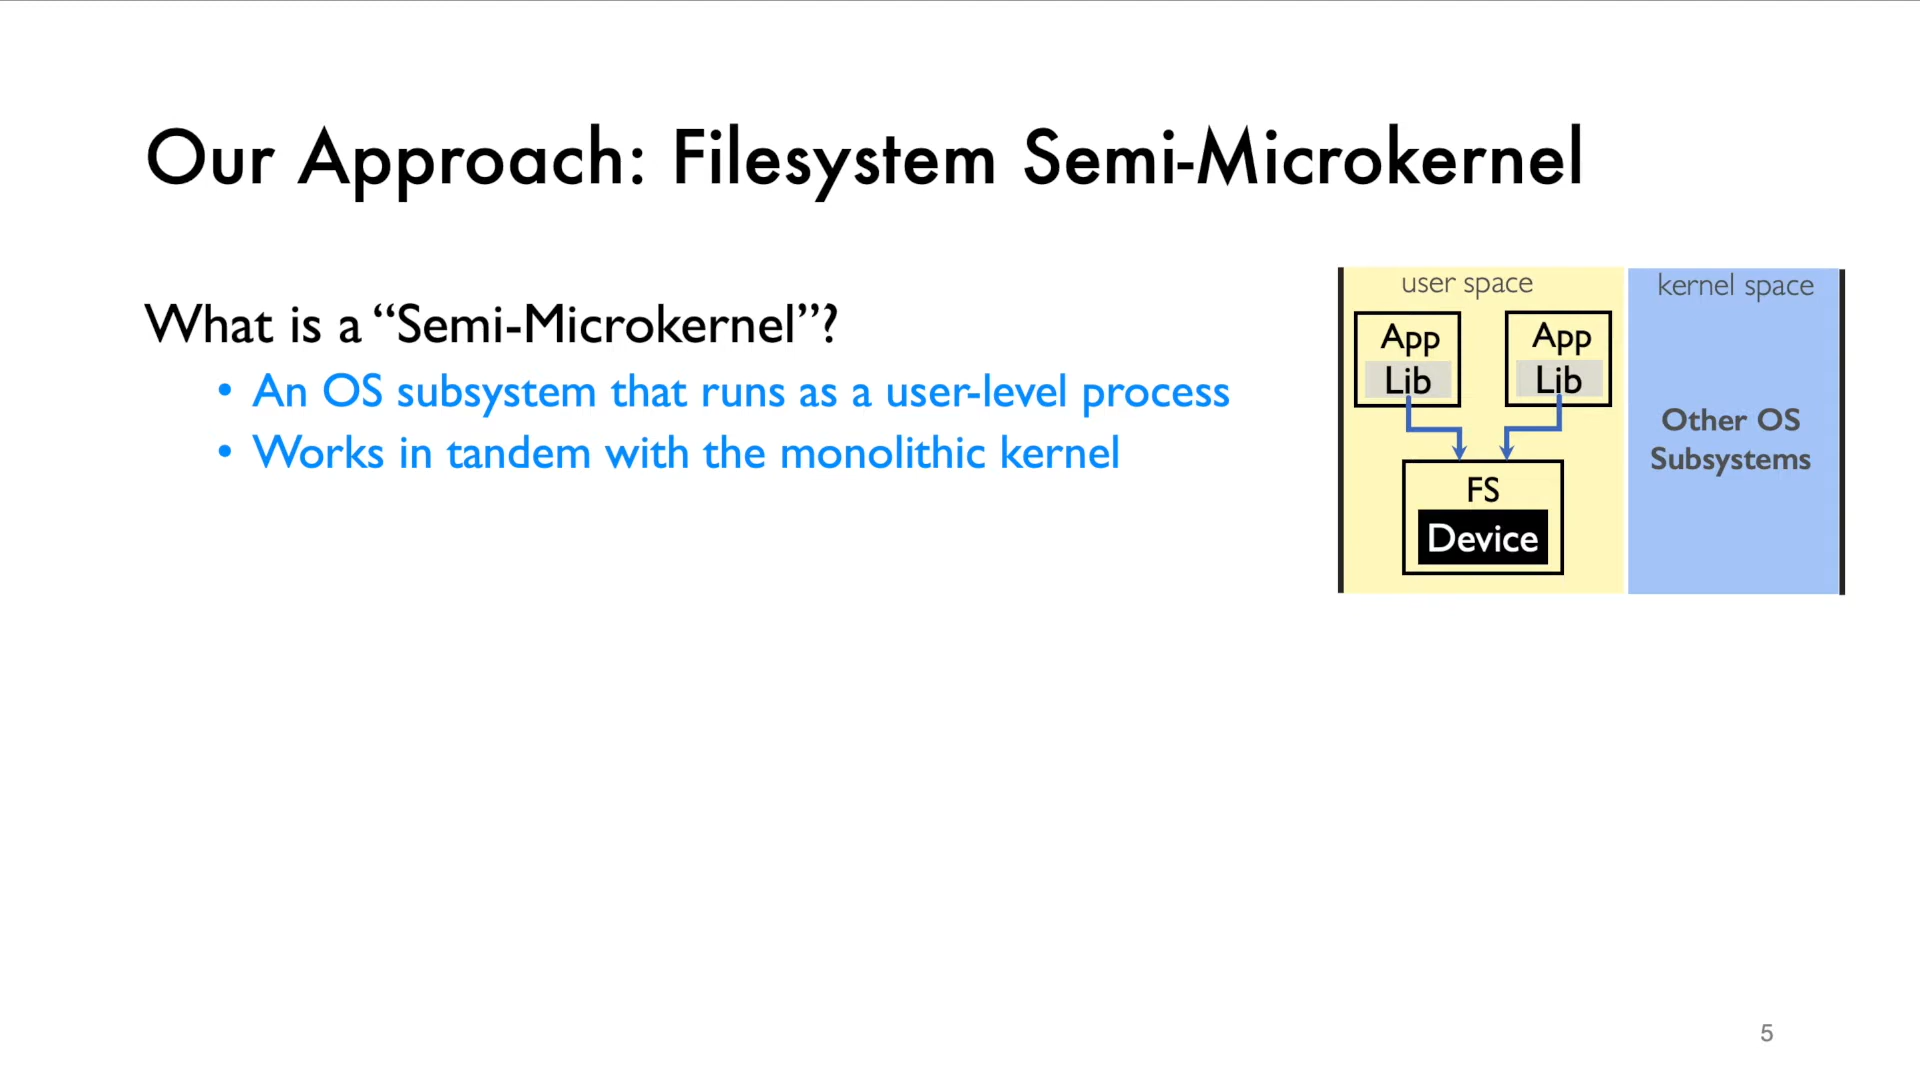 Our Approach: Filesystem Semi-Microkernel
What is a “Semi-Microkernel”?
• An OS subsystem that runs as a user-level process
• Works in tandem with the monolithic kernel
user space
kernel space
App
Lib
App
Lib
FS
Device
Other OS
Subsystems
5